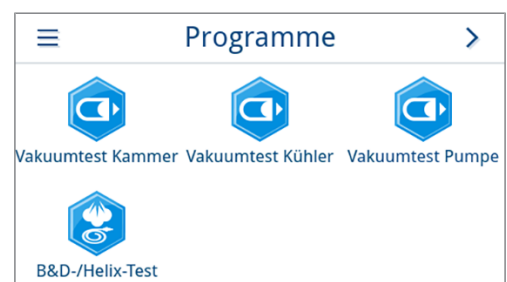 Programme
Vakuumtest Kammer Vakuumtest Kühler Vakuumtest Pumpe
B&D-/Helix-Test